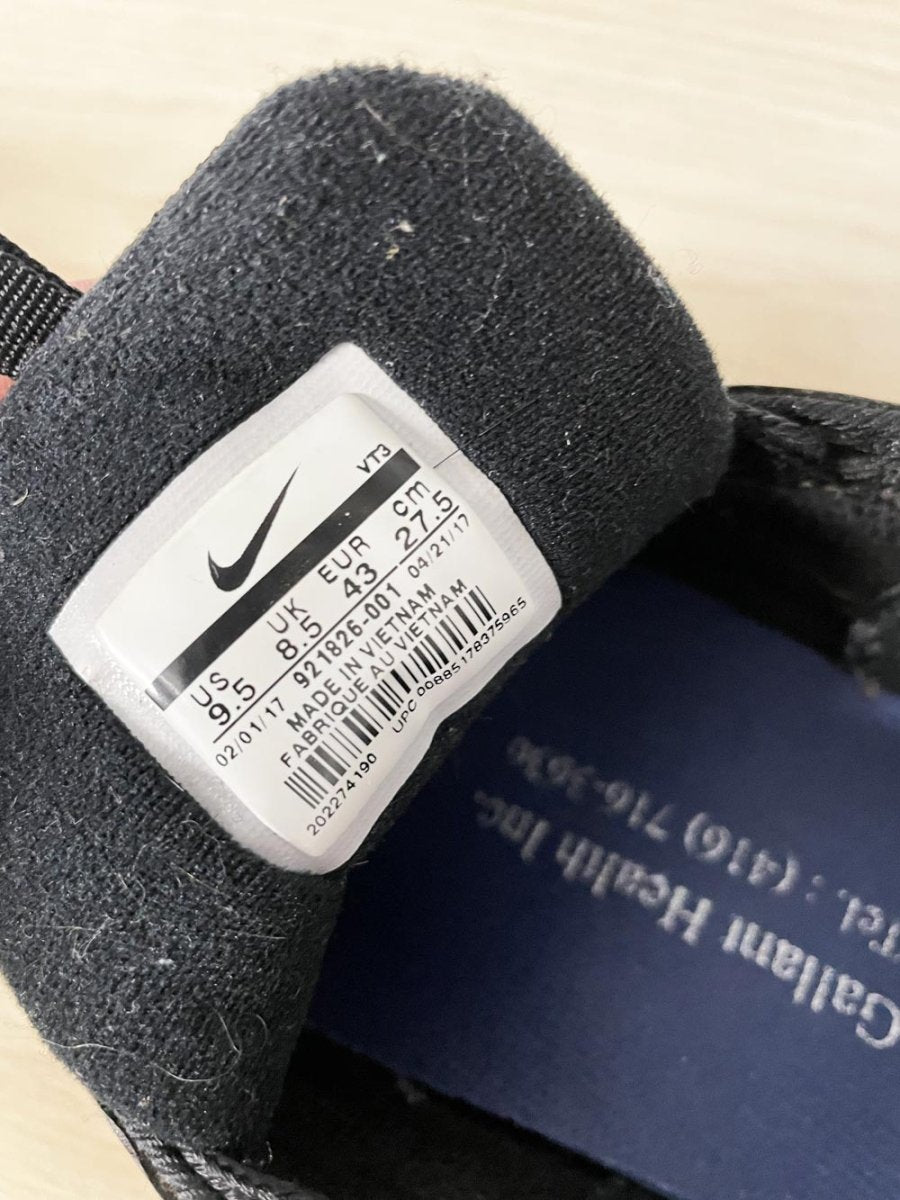 VT3
US UK EUR cm
9.5 8.5 43 27.5
02/01/17 921826-001 04/21/17
MADE IN VIETNAM
FABRIQUE AU VIETNAM
202274190 UPC 00885178375965
Gallant Health Inc.
Tel. : (416) 716-3636